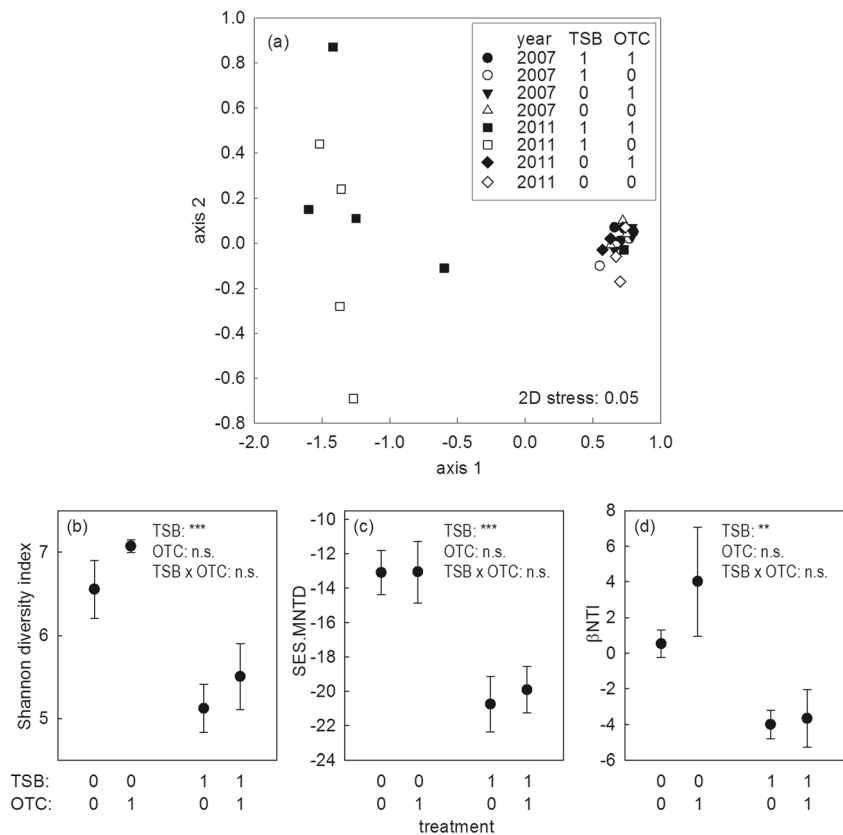 (a)
year TSB OTC
2007 1 1
2007 1 0
2007 0 1
2007 0 0
2011 1 1
2011 1 0
2011 0 1
2011 0 0
1.0
0.8
0.6
0.4
0.2
0.0
-0.2
-0.4
-0.6
-0.8
axis 2
2D stress: 0.05
-2.0 -1.5 -1.0 -0.5 0.0 0.5 1.0
axis 1
(b)
TSB: ***
OTC: n.s.
TSB x OTC: n.s.
7
6
5
Shannon diversity index
(c)
TSB: ***
OTC: n.s.
TSB x OTC: n.s.
-10
-12
-14
-16
-18
-20
-22
-24
SES.MNTD
(d)
TSB: **
OTC: n.s.
TSB x OTC: n.s.
8
6
4
2
0
-2
-4
-6
βNTI
TSB: 0 0 1 1 0 0 1 1 0 0 1 1
OTC: 0 1 0 1 0 1 0 1 0 1 0 1
treatment